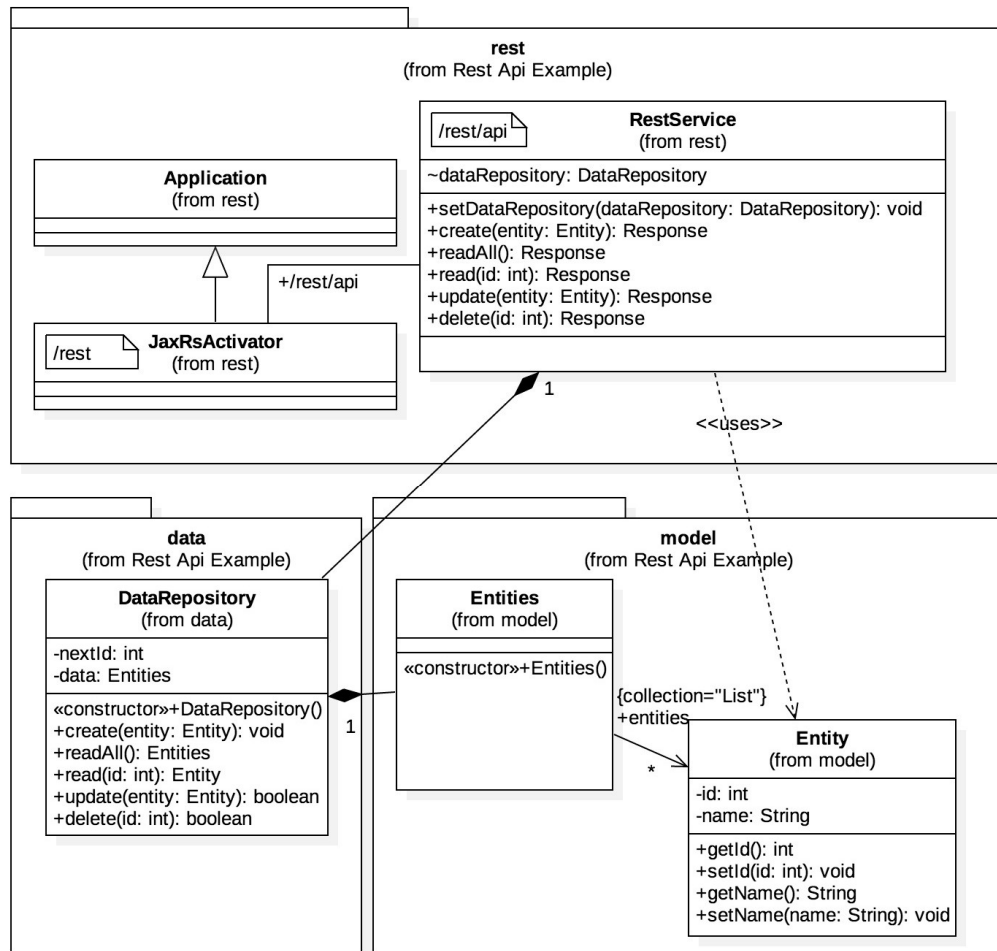 rest
(from Rest Api Example)
/rest/api
RestService
(from rest)
~dataRepository: DataRepository
+setDataRepository(dataRepository: DataRepository): void
+create(entity: Entity): Response
+readAll(): Response
+read(id: int): Response
+update(entity: Entity): Response
+delete(id: int): Response
Application
(from rest)
+/rest/api
/rest
JaxRsActivator
(from rest)
1
<<uses>>
data
(from Rest Api Example)
DataRepository
(from data)
-nextId: int
-data: Entities
«constructor»+DataRepository()
+create(entity: Entity): void
+readAll(): Entities
+read(id: int): Entity
+update(entity: Entity): boolean
+delete(id: int): boolean
1
model
(from Rest Api Example)
Entities
(from model)
«constructor»+Entities()
{collection="List"}
+entities
*
Entity
(from model)
-id: int
-name: String
+getId(): int
+setId(id: int): void
+getName(): String
+setName(name: String): void